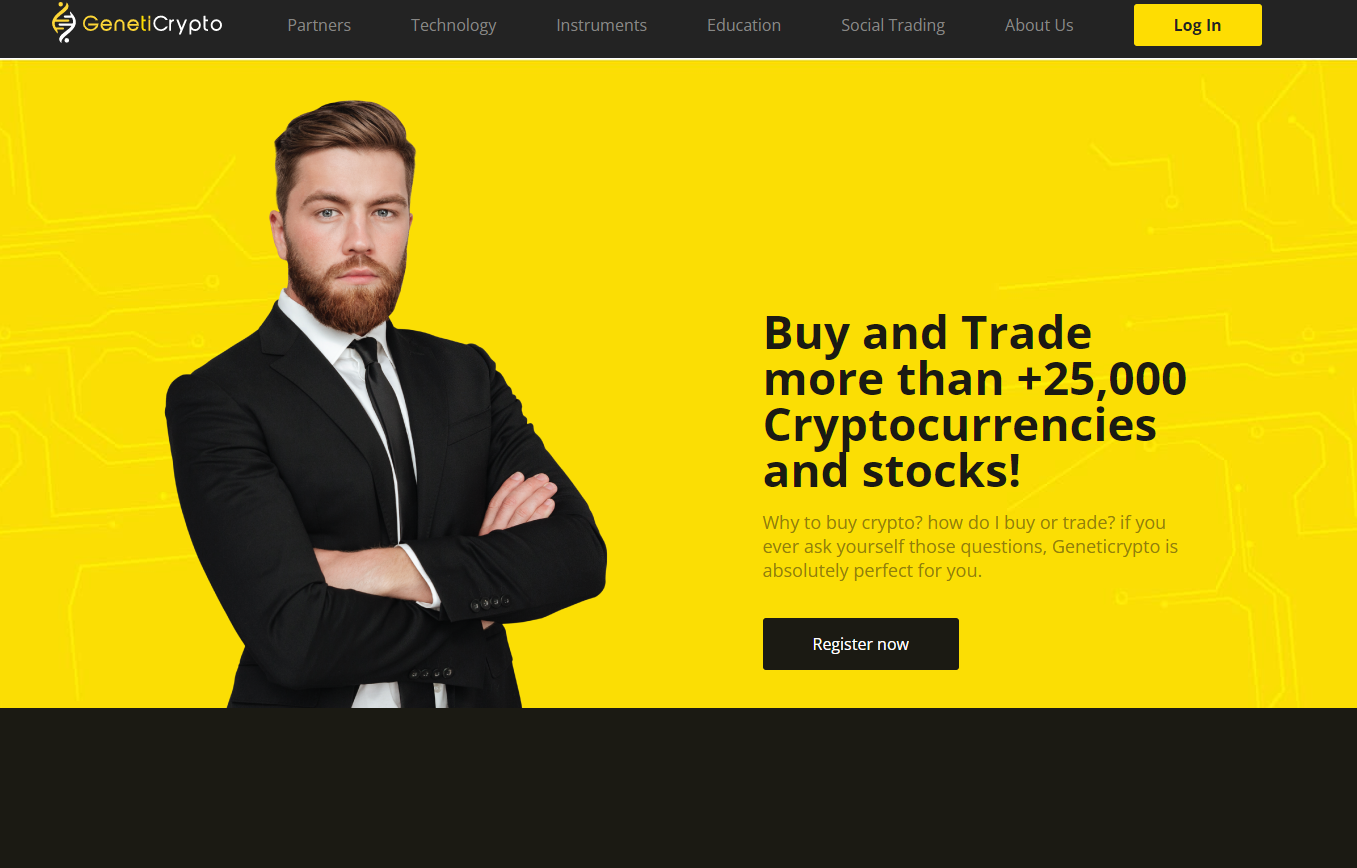 GenetiCrypto
Partners
Technology
Instruments
Education
Social Trading
About Us
Log In
Buy and Trade
more than +25,000
Cryptocurrencies
and stocks!
Why to buy crypto? how do I buy or trade? if you
ever ask yourself those questions, Geneticrypto is
absolutely perfect for you.
Register now